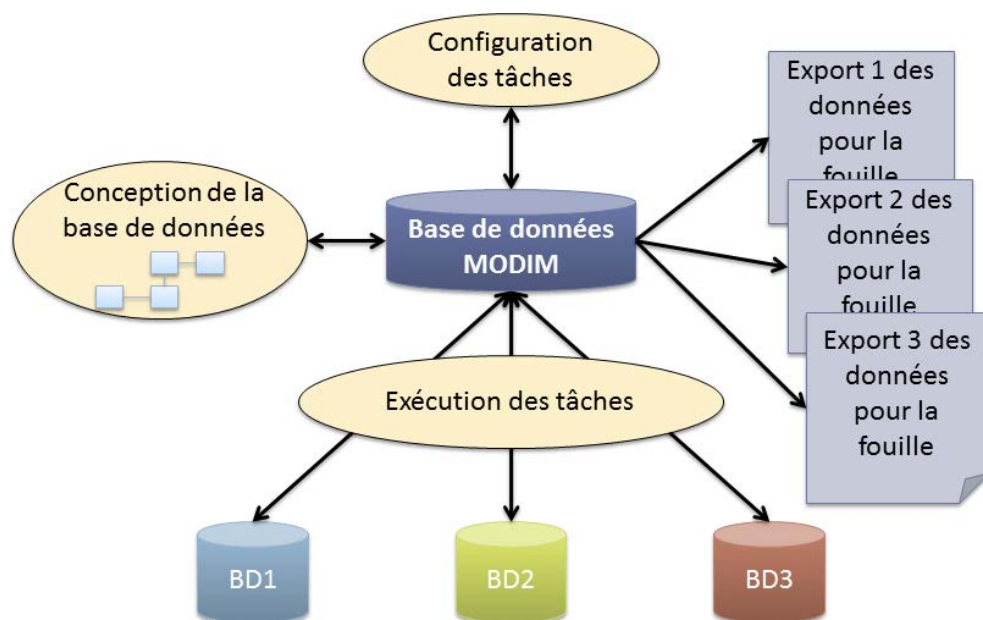 Configuration
des tâches
Export 1 des
données
pour la
fouille
Conception de la
base de données
Base de données
MODIM
Export 2 des
données
pour la
fouille
Export 3 des
données
pour la
fouille
Exécution des tâches
BD1
BD2
BD3